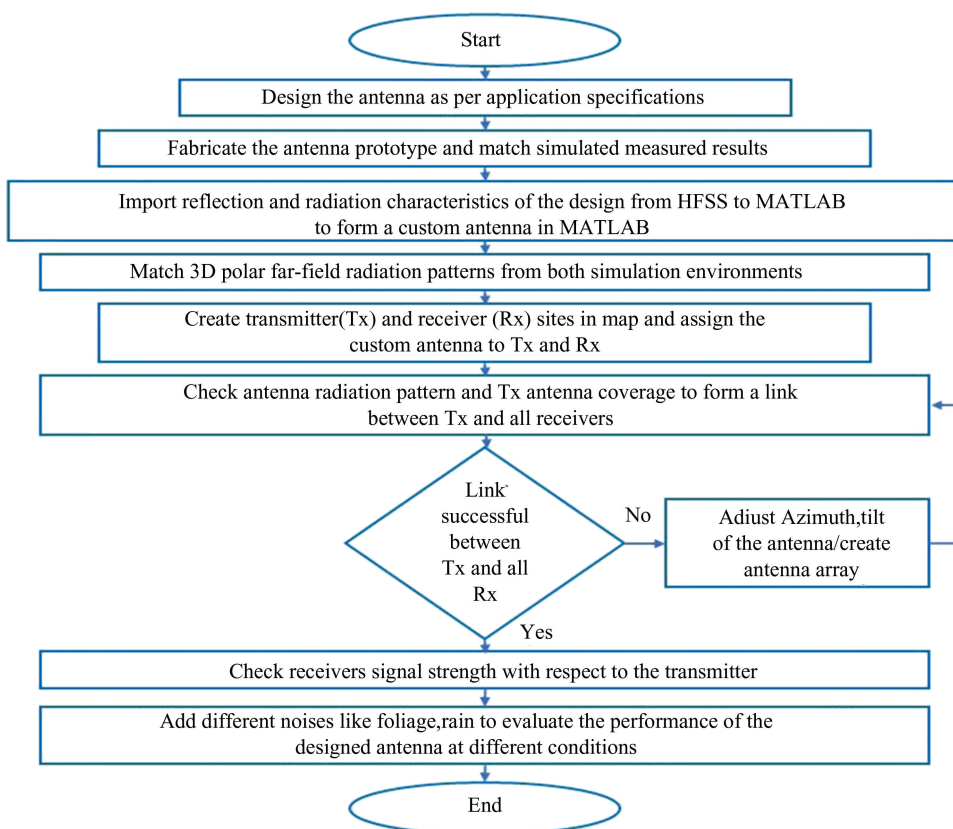 Start
Design the antenna as per application specifications
Fabricate the antenna prototype and match simulated measured results
Import reflection and radiation characteristics of the design from HFSS to MATLAB
to form a custom antenna in MATLAB
Match 3D polar far-field radiation patterns from both simulation environments
Create transmitter(Tx) and receiver (Rx) sites in map and assign the
custom antenna to Tx and Rx
Check antenna radiation pattern and Tx antenna coverage to form a link
between Tx and all receivers
Link
successful
between
Tx and all
Rx
No
Adiust Azimuth,tilt
of the antenna/create
antenna array
Yes
Check receivers signal strength with respect to the transmitter
Add different noises like foliage,rain to evaluate the performance of the
designed antenna at different conditions
End